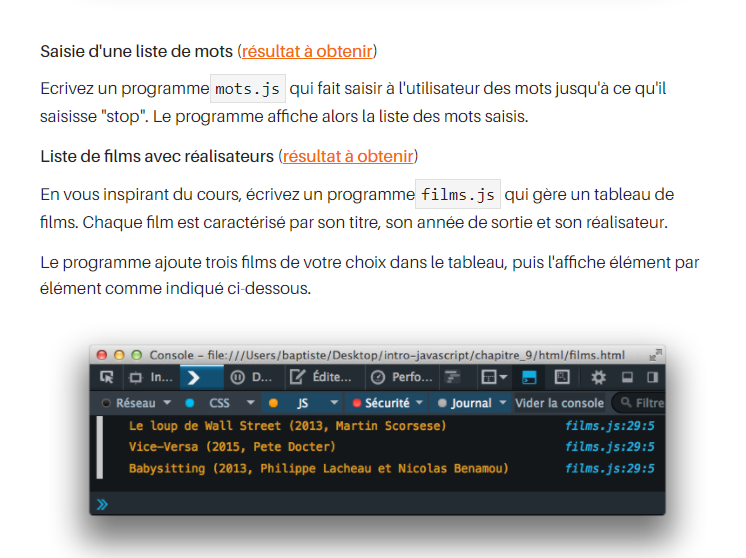 Saisie d'une liste de mots (résultat à obtenir)
Ecrivez un programme mots.js qui fait saisir à l'utilisateur des mots jusqu'à ce qu'il
saisisse "stop". Le programme affiche alors la liste des mots saisis.
Liste de films avec réalisateurs (résultat à obtenir)
En vous inspirant du cours, écrivez un programme films.js qui gère un tableau de
films. Chaque film est caractérisé par son titre, son année de sortie et son réalisateur.
Le programme ajoute trois films de votre choix dans le tableau, puis l'affiche élément par
élément comme indiqué ci-dessous.
Console - file:///Users/baptiste/Desktop/intro-javascript/chapitre_9/html/films.html
In... D... Édite... Perfo...
Réseau CSS JS Sécurité Journal Vider la console Filtre
Le loup de Wall Street (2013, Martin Scorsese) films.js:29:5
Vice-Versa (2015, Pete Docter) films.js:29:5
Babysitting (2013, Philippe Lacheau et Nicolas Benamou) films.js:29:5